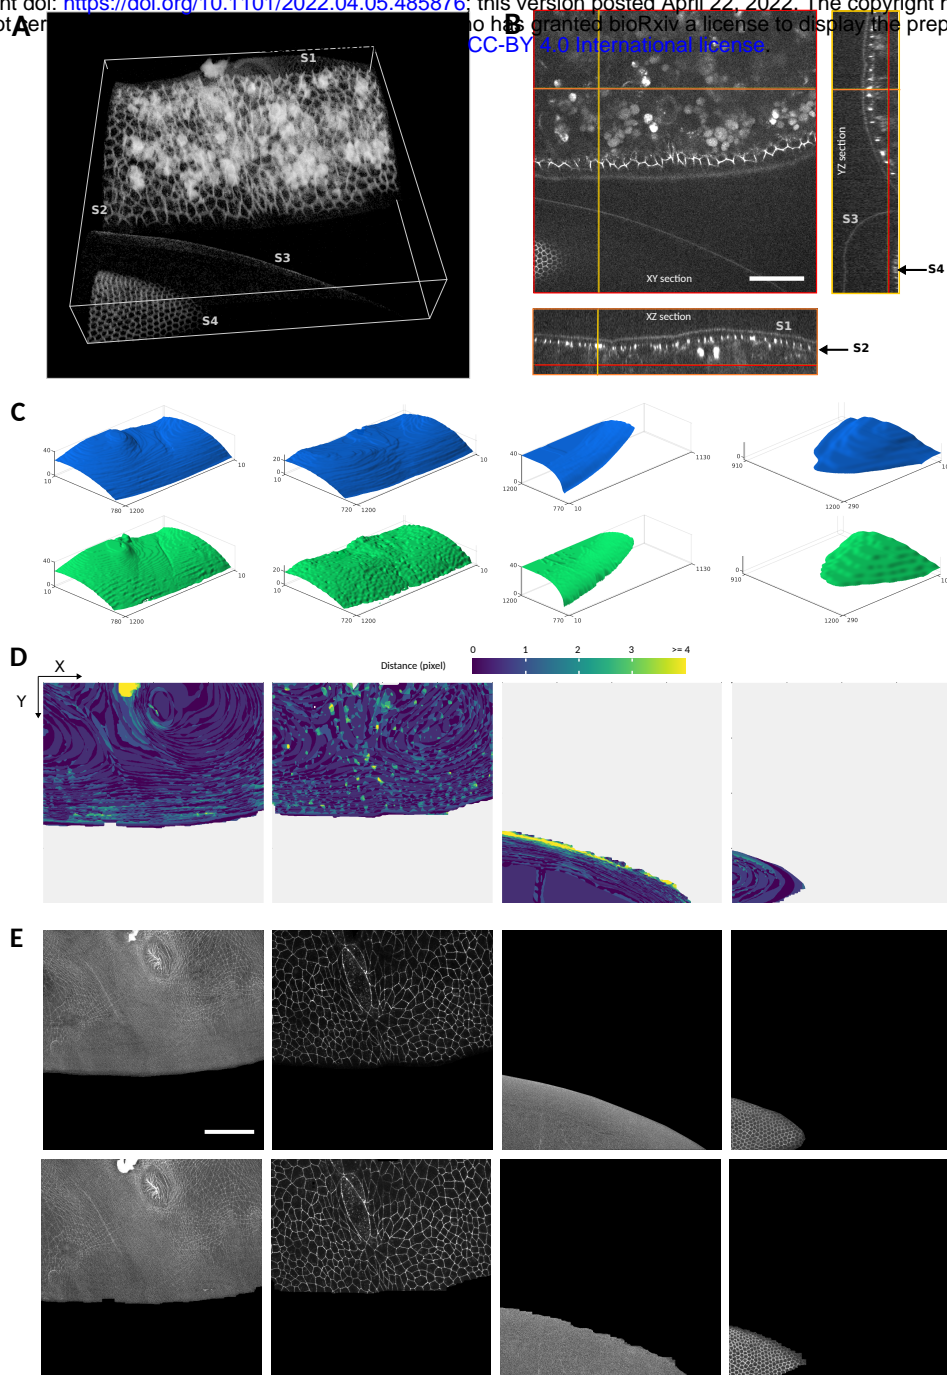 nt doi: https://doi.org/10.1101/2022.04.05.485876; this version posted April 22, 2022. The copyright
has granted bioRxiv a license to display the prep
CC-BY 4.0 International license.
A
S1
S2
S3
S4
B
XY section
YZ section
S3
S4
XZ section
S1
S2
C
40
0
10
780
1200
10
20
0
10
720
1200
10
40
0
1200
770
10
1130
0
910
1200
290
40
0
10
780
1200
10
20
0
10
720
1200
10
40
0
1200
770
10
1130
0
910
1200
290
D
X
Y
Distance (pixel)
0 1 2 3 >= 4
E